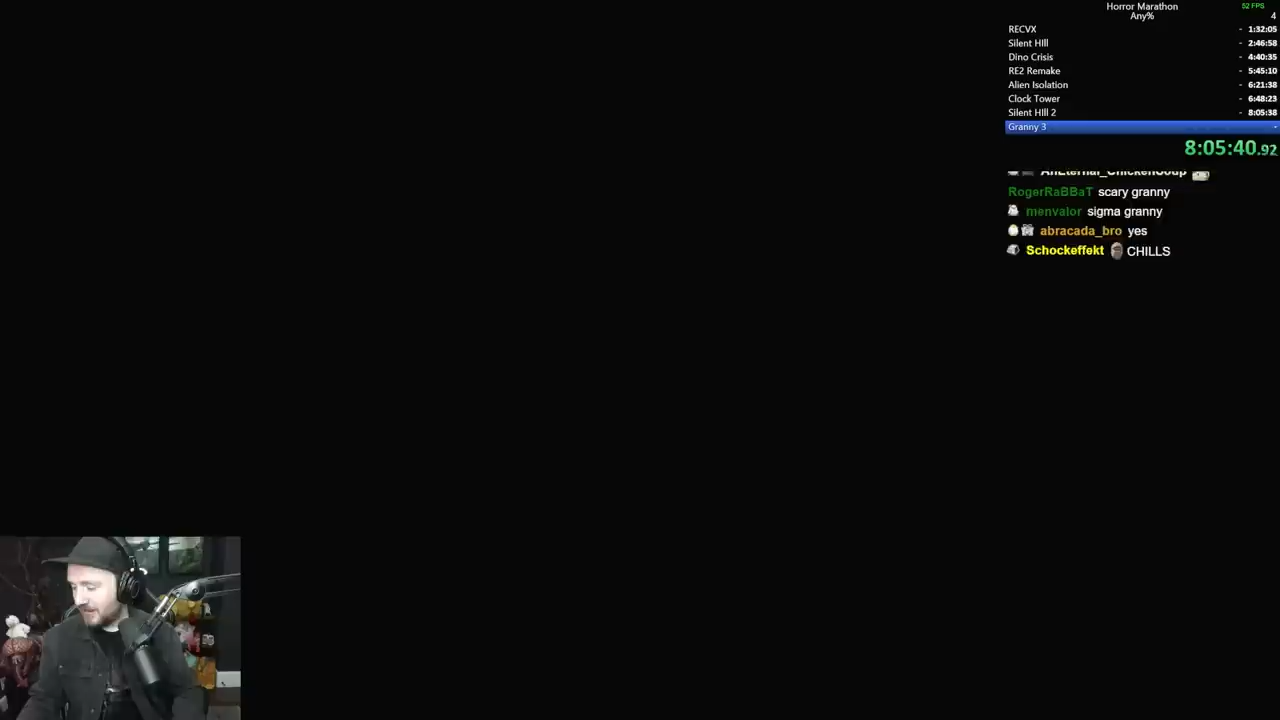 Horror Marathon
52 FPS
Any%
4
RECVX - 1:32:05
Silent HIll - 2:46:58
Dino Crisis - 4:40:35
RE2 Remake - 5:45:10
Alien Isolation - 6:21:38
Clock Tower - 6:48:23
Silent HIll 2 - 8:05:38
Granny 3 -
8:05:40.92
AnEternal_ChickenSoup
RogerRaBBaT scary granny
menvalor sigma granny
abracada_bro yes
Schockeffekt CHILLS